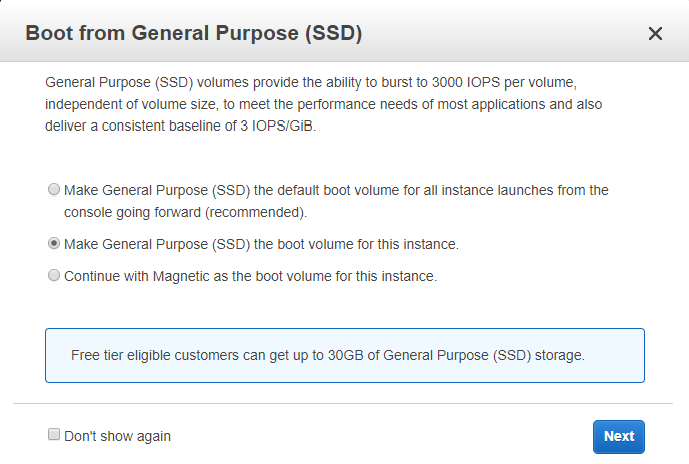 Boot from General Purpose (SSD)
General Purpose (SSD) volumes provide the ability to burst to 3000 IOPS per volume,
independent of volume size, to meet the performance needs of most applications and also
deliver a consistent baseline of 3 IOPS/GiB.
Make General Purpose (SSD) the default boot volume for all instance launches from the
console going forward (recommended).
Make General Purpose (SSD) the boot volume for this instance.
Continue with Magnetic as the boot volume for this instance.
Free tier eligible customers can get up to 30GB of General Purpose (SSD) storage.
Don't show again
Next